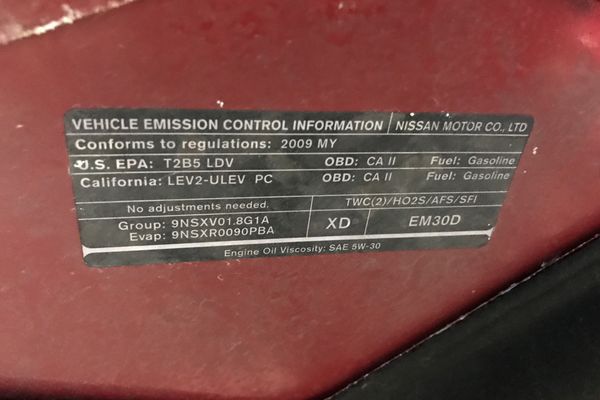 VEHICLE EMISSION CONTROL INFORMATION NISSAN MOTOR CO., LTD
Conforms to regulations: 2009 MY
U.S. EPA: T2B5 LDV OBD: CA II Fuel: Gasoline
California: LEV2-ULEV PC OBD: CA II Fuel: Gasoline
No adjustments needed. TWC(2)/HO2S/AFS/SFI
Group: 9NSXV01.8G1A XD EM30D
Evap: 9NSXR0090PBA
Engine Oil Viscosity: SAE 5W-30